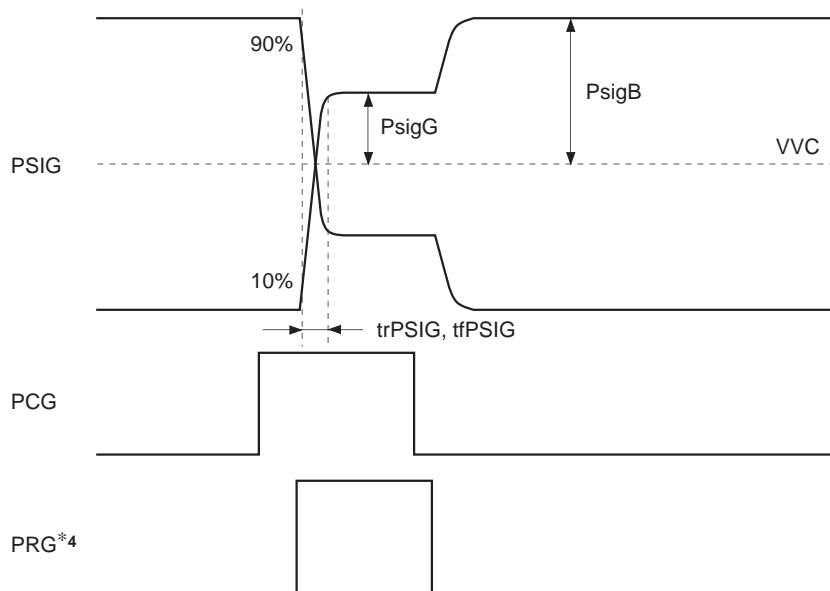 90%
PsigB
PsigG
VVC
PSIG
10%
trPSIG, tfPSIG
PCG
PRG*4